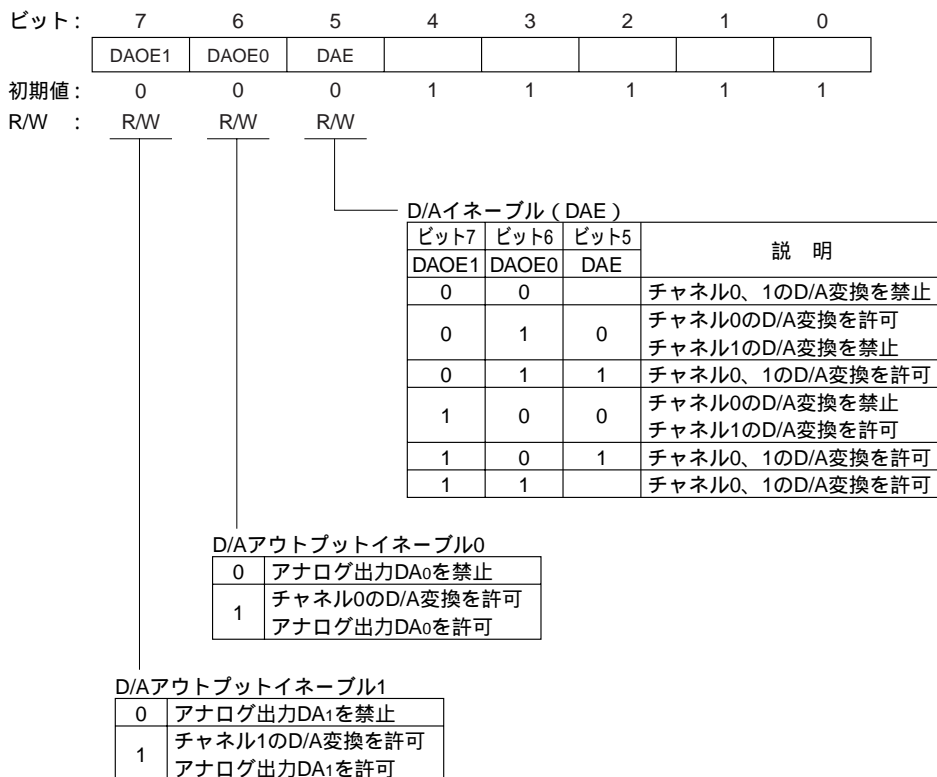 ビット: 7 6 5 4 3 2 1 0
DAOE1 DAOE0 DAE
初期値: 0 0 0 1 1 1 1 1
R/W : R/W R/W R/W
D/Aイネーブル(DAE)
ビット7 ビット6 ビット5 説 明
DAOE1 DAOE0 DAE
0 0 チャネル0、1のD/A変換を禁止
0 1 0 チャネル0のD/A変換を許可
チャネル1のD/A変換を禁止
0 1 1 チャネル0、1のD/A変換を許可
1 0 0 チャネル0のD/A変換を禁止
チャネル1のD/A変換を許可
1 0 1 チャネル0、1のD/A変換を許可
1 1 チャネル0、1のD/A変換を許可
D/Aアウトプットイネーブル0
0 アナログ出力DA0を禁止
1 チャネル0のD/A変換を許可
アナログ出力DA0を許可
D/Aアウトプットイネーブル1
0 アナログ出力DA1を禁止
1 チャネル1のD/A変換を許可
アナログ出力DA1を許可